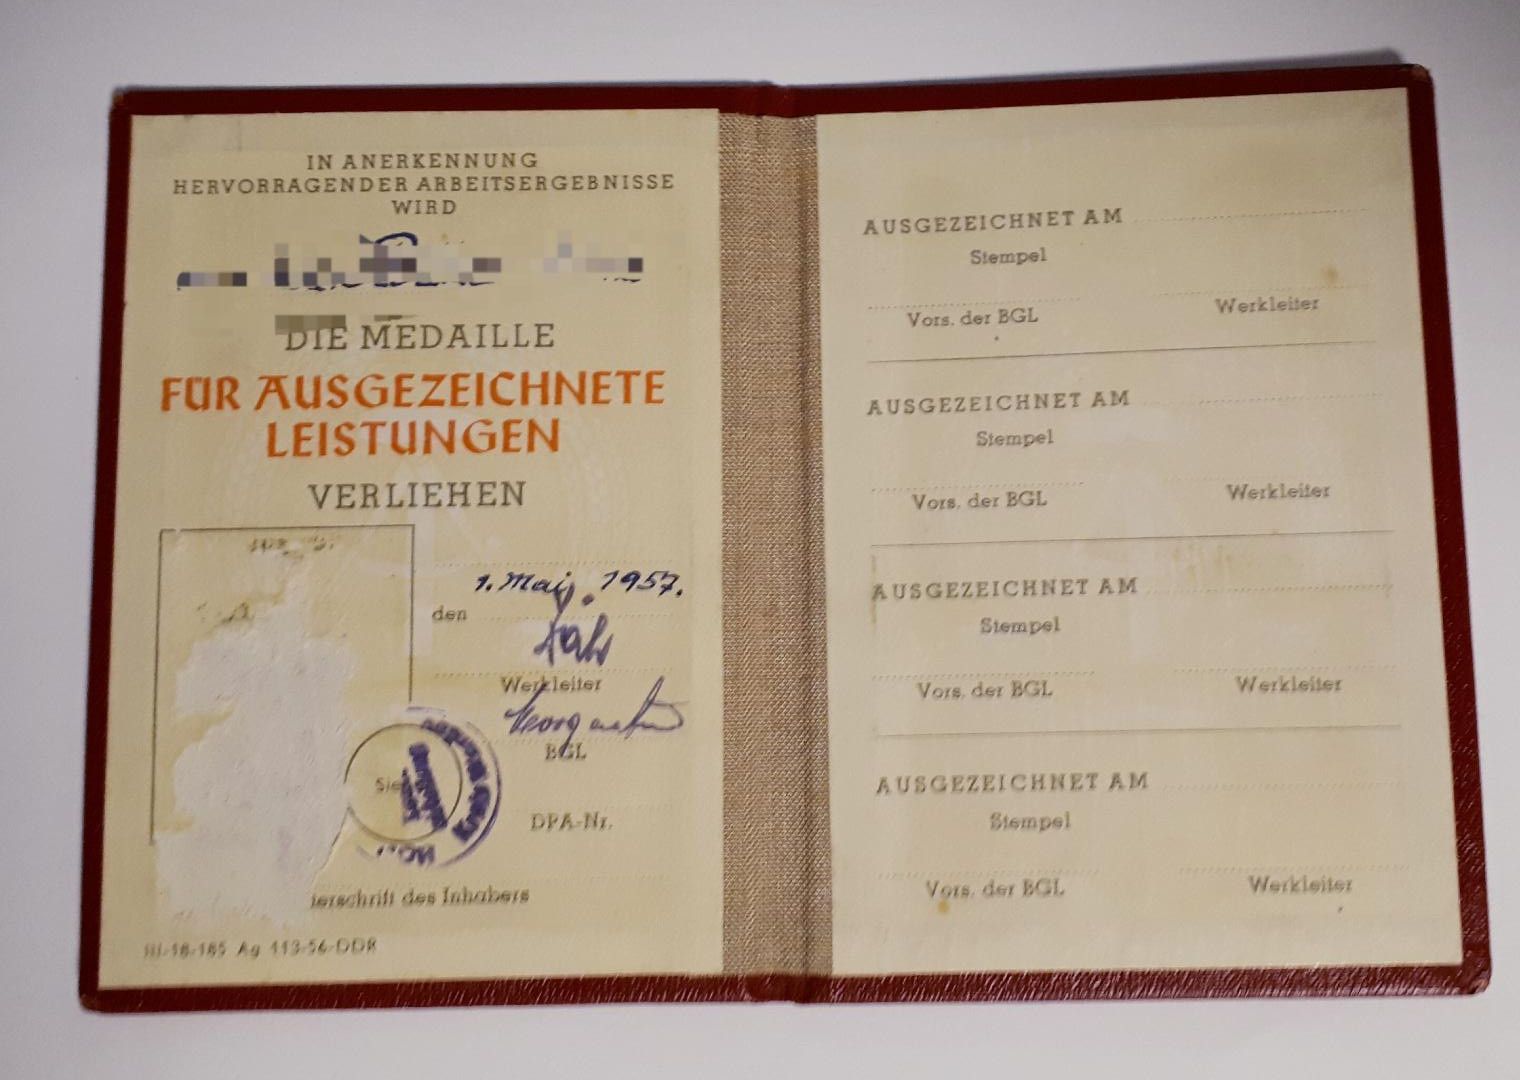 IN ANERKENNUNG
HERVORRAGENDER ARBEITSERGEBNISSE
WIRD
DIE MEDAILLE
FÜR AUSGEZEICHNETE
LEISTUNGEN
VERLIEHEN
1. Mai 1957.
den
Werkleiter
BGL
DPA-Nr.
des Inhabers
III-18-185 Ag 413-56-DDR
AUSGEZEICHNET AM
Stempel
Vors. der BGL Werkleiter
AUSGEZEICHNET AM
Stempel
Vors. der BGL Werkleiter
AUSGEZEICHNET AM
Stempel
Vors. der BGL Werkleiter
AUSGEZEICHNET AM
Stempel
Vors. der BGL Werkleiter